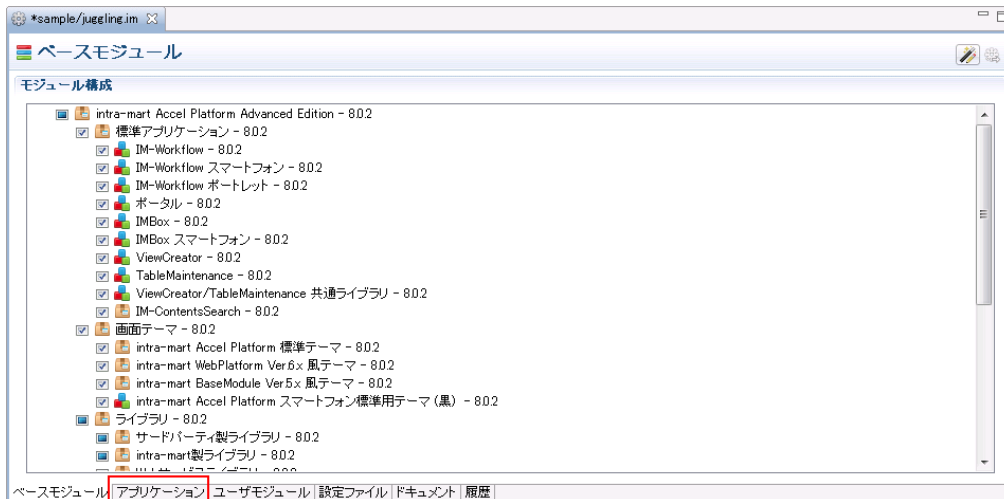 *sample/juggling.im
ベースモジュール
モジュール構成
intra-mart Accel Platform Advanced Edition - 8.0.2
標準アプリケーション - 8.0.2
IM-Workflow - 8.0.2
IM-Workflow スマートフォン - 8.0.2
IM-Workflow ポートレット - 8.0.2
ポータル - 8.0.2
IMBox - 8.0.2
IMBox スマートフォン - 8.0.2
ViewCreator - 8.0.2
TableMaintenance - 8.0.2
ViewCreator/TableMaintenance 共通ライブラリ - 8.0.2
IM-ContentsSearch - 8.0.2
画面テーマ - 8.0.2
intra-mart Accel Platform 標準テーマ - 8.0.2
intra-mart WebPlatform Ver.6.x 風テーマ - 8.0.2
intra-mart BaseModule Ver.5.x 風テーマ - 8.0.2
intra-mart Accel Platform スマートフォン標準用テーマ (黒) - 8.0.2
ライブラリ - 8.0.2
サードパーティ製ライブラリ - 8.0.2
intra-mart製ライブラリ - 8.0.2
ベースモジュール アプリケーション ユーザモジュール 設定ファイル ドキュメント 履歴